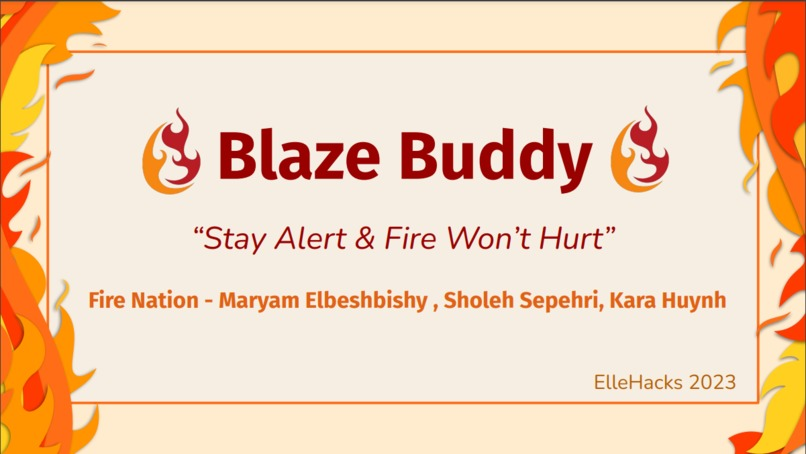 Blaze Buddy
“Stay Alert & Fire Won’t Hurt”
Fire Nation - Maryam Elbeshbishy , Sholeh Sepehri, Kara Huynh
ElleHacks 2023